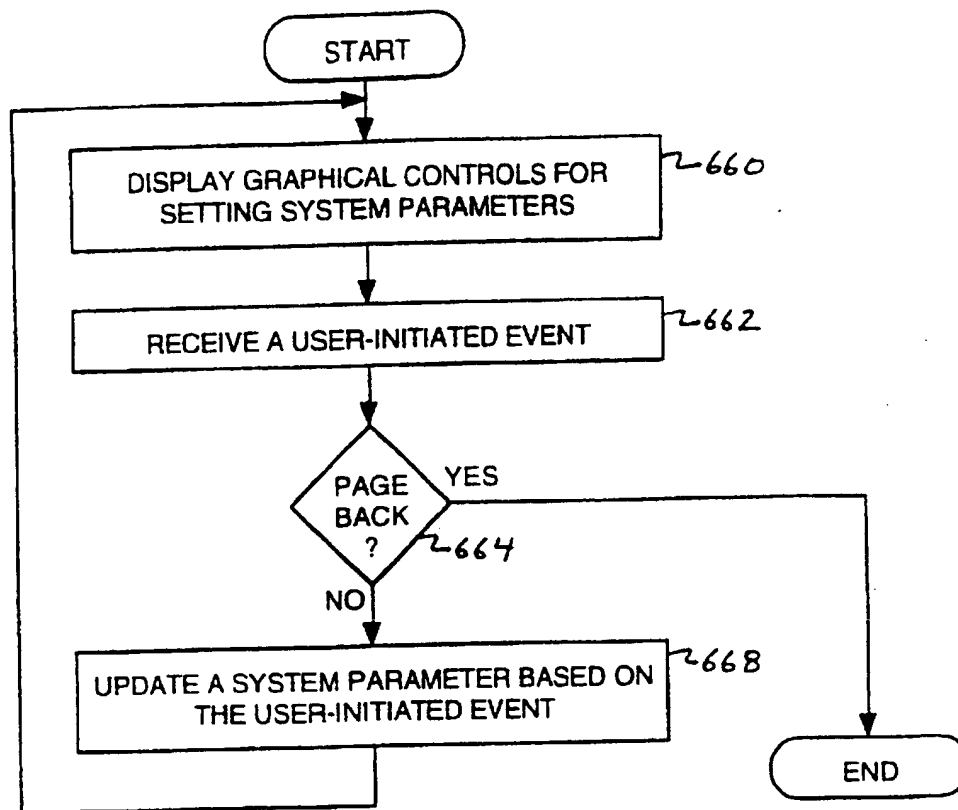 START
DISPLAY GRAPHICAL CONTROLS FOR
SETTING SYSTEM PARAMETERS
660
RECEIVE A USER-INITIATED EVENT
662
PAGE
BACK
?
YES
664
NO
UPDATE A SYSTEM PARAMETER BASED ON
THE USER-INITIATED EVENT
668
END